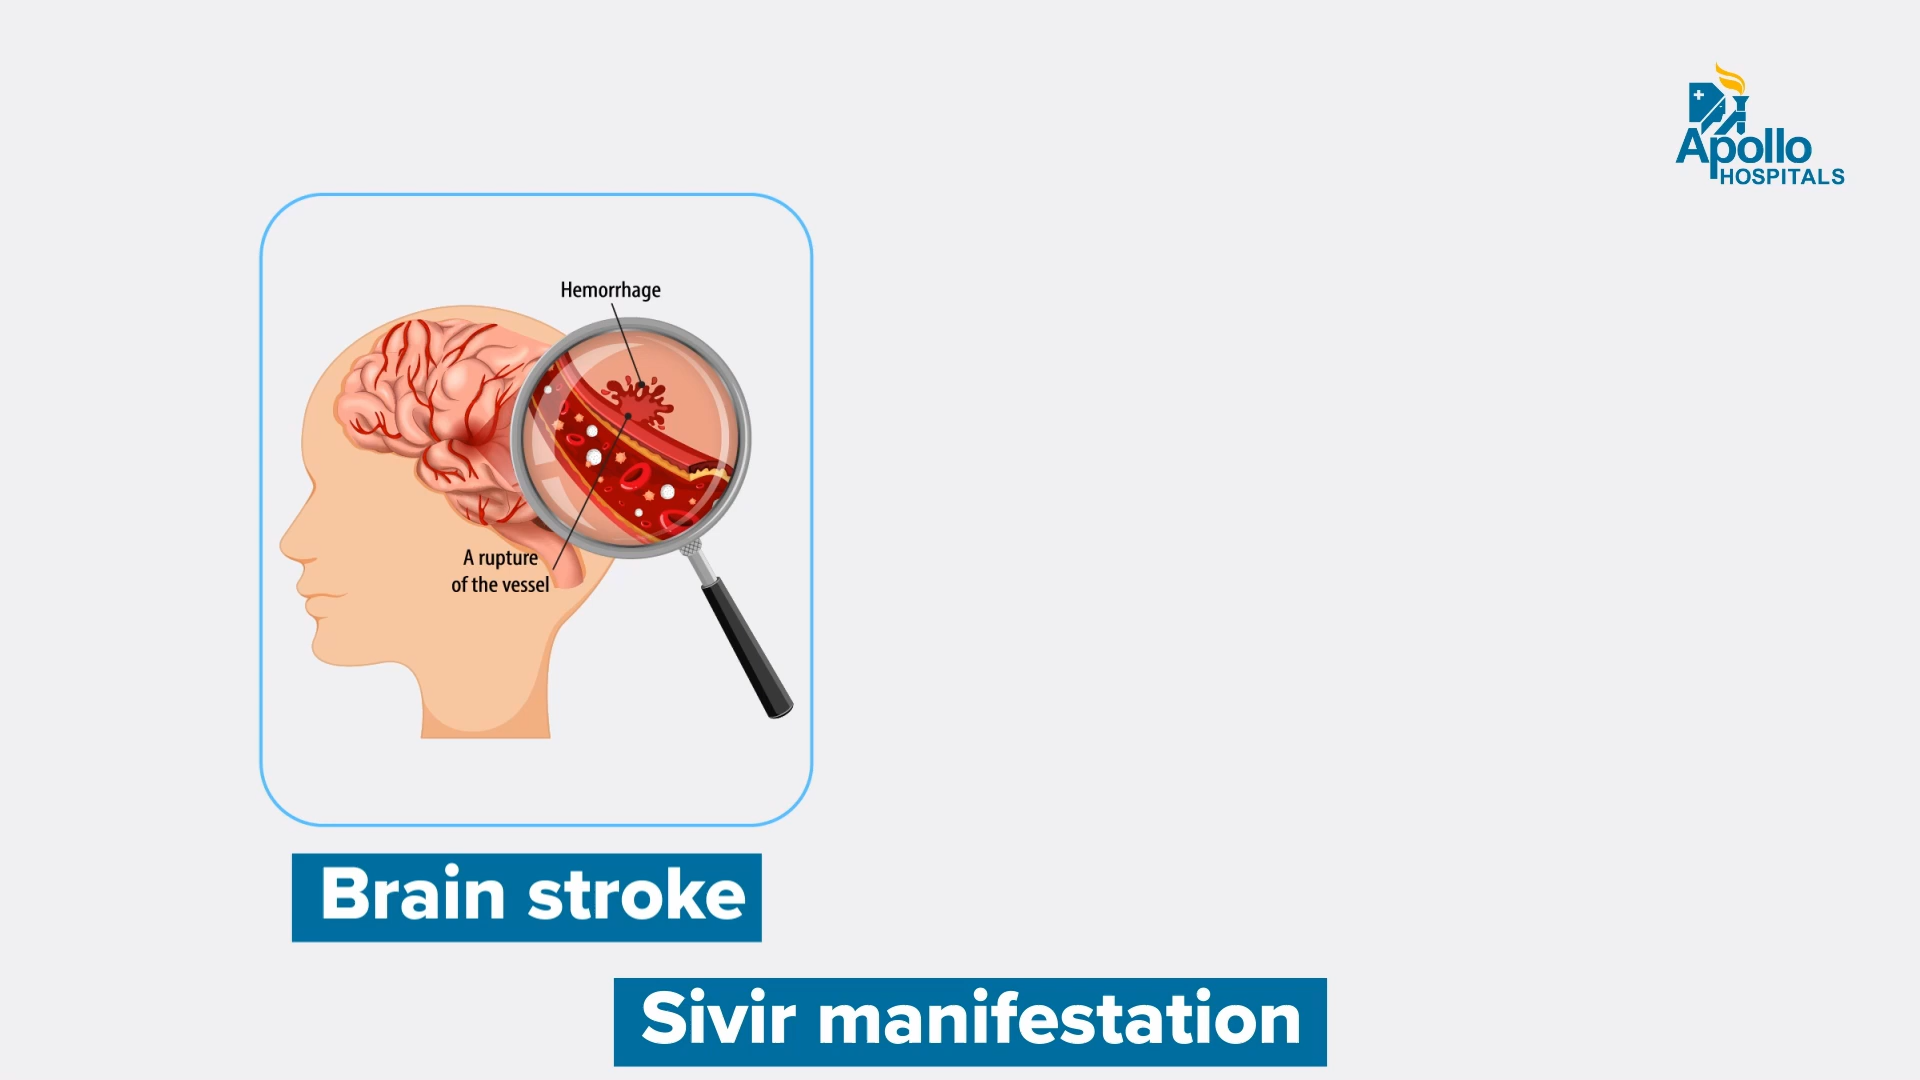 Apollo
HOSPITALS
Hemorrhage
A rupture
of the vessel
Brain stroke
Sivir manifestation